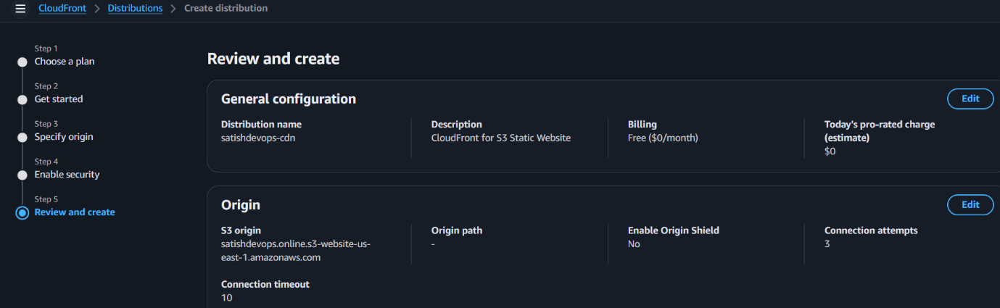 CloudFront > Distributions > Create distribution
Step 1
Choose a plan
Step 2
Get started
Step 3
Specify origin
Step 4
Enable security
Step 5
Review and create
Review and create
General configuration
Edit
Distribution name
satishdevops-cdn
Description
CloudFront for S3 Static Website
Billing
Free ($0/month)
Today's pro-rated charge
(estimate)
$0
Origin
Edit
S3 origin
satishdevops.online.s3-website-us-
east-1.amazonaws.com
Origin path
-
Enable Origin Shield
No
Connection attempts
3
Connection timeout
10